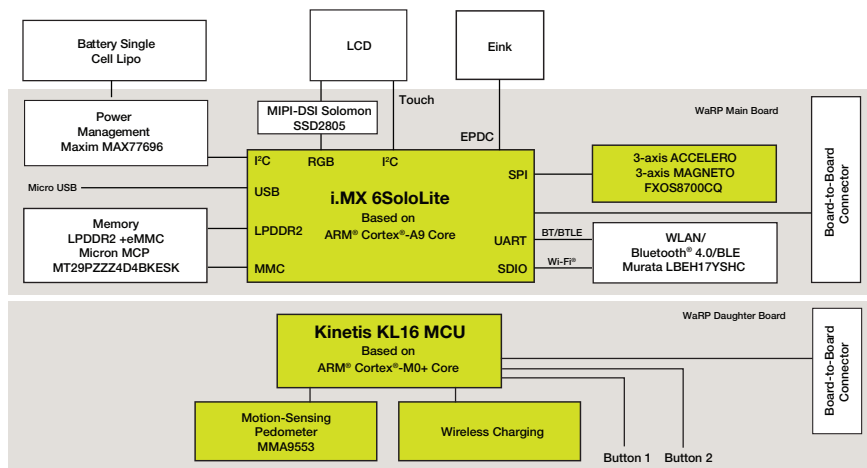 Battery Single
Cell Lipo
LCD
Eink
Touch
MIPI-DSI Solomon
SSD2805
EPDC
WaRP Main Board
Power
Management
Maxim MAX77696
Micro USB
Memory
LPDDR2 +eMMC
Micron MCP
MT29PZZZ4D4BKESK
I²C
RGB
I²C
USB
LPDDR2
MMC
SPI
UART
SDIO
i.MX 6SoloLite
Based on
ARM® Cortex®-A9 Core
3-axis ACCELERO
3-axis MAGNETO
FXOS8700CQ
BT/BTLE
Wi-Fi®
WLAN/
Bluetooth® 4.0/BLE
Murata LBEH17YSHC
Board-to-Board
Connector
WaRP Daughter Board
Kinetis KL16 MCU
Based on
ARM® Cortex®-M0+ Core
Motion-Sensing
Pedometer
MMA9553
Wireless Charging
Button 1
Button 2
Board-to-Board
Connector